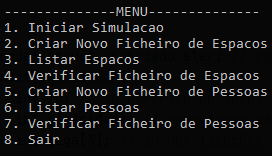 --------------MENU--------------
1. Iniciar Simulacao
2. Criar Novo Ficheiro de Espacos
3. Listar Espacos
4. Verificar Ficheiro de Espacos
5. Criar Novo Ficheiro de Pessoas
6. Listar Pessoas
7. Verificar Ficheiro de Pessoas
8. Sair